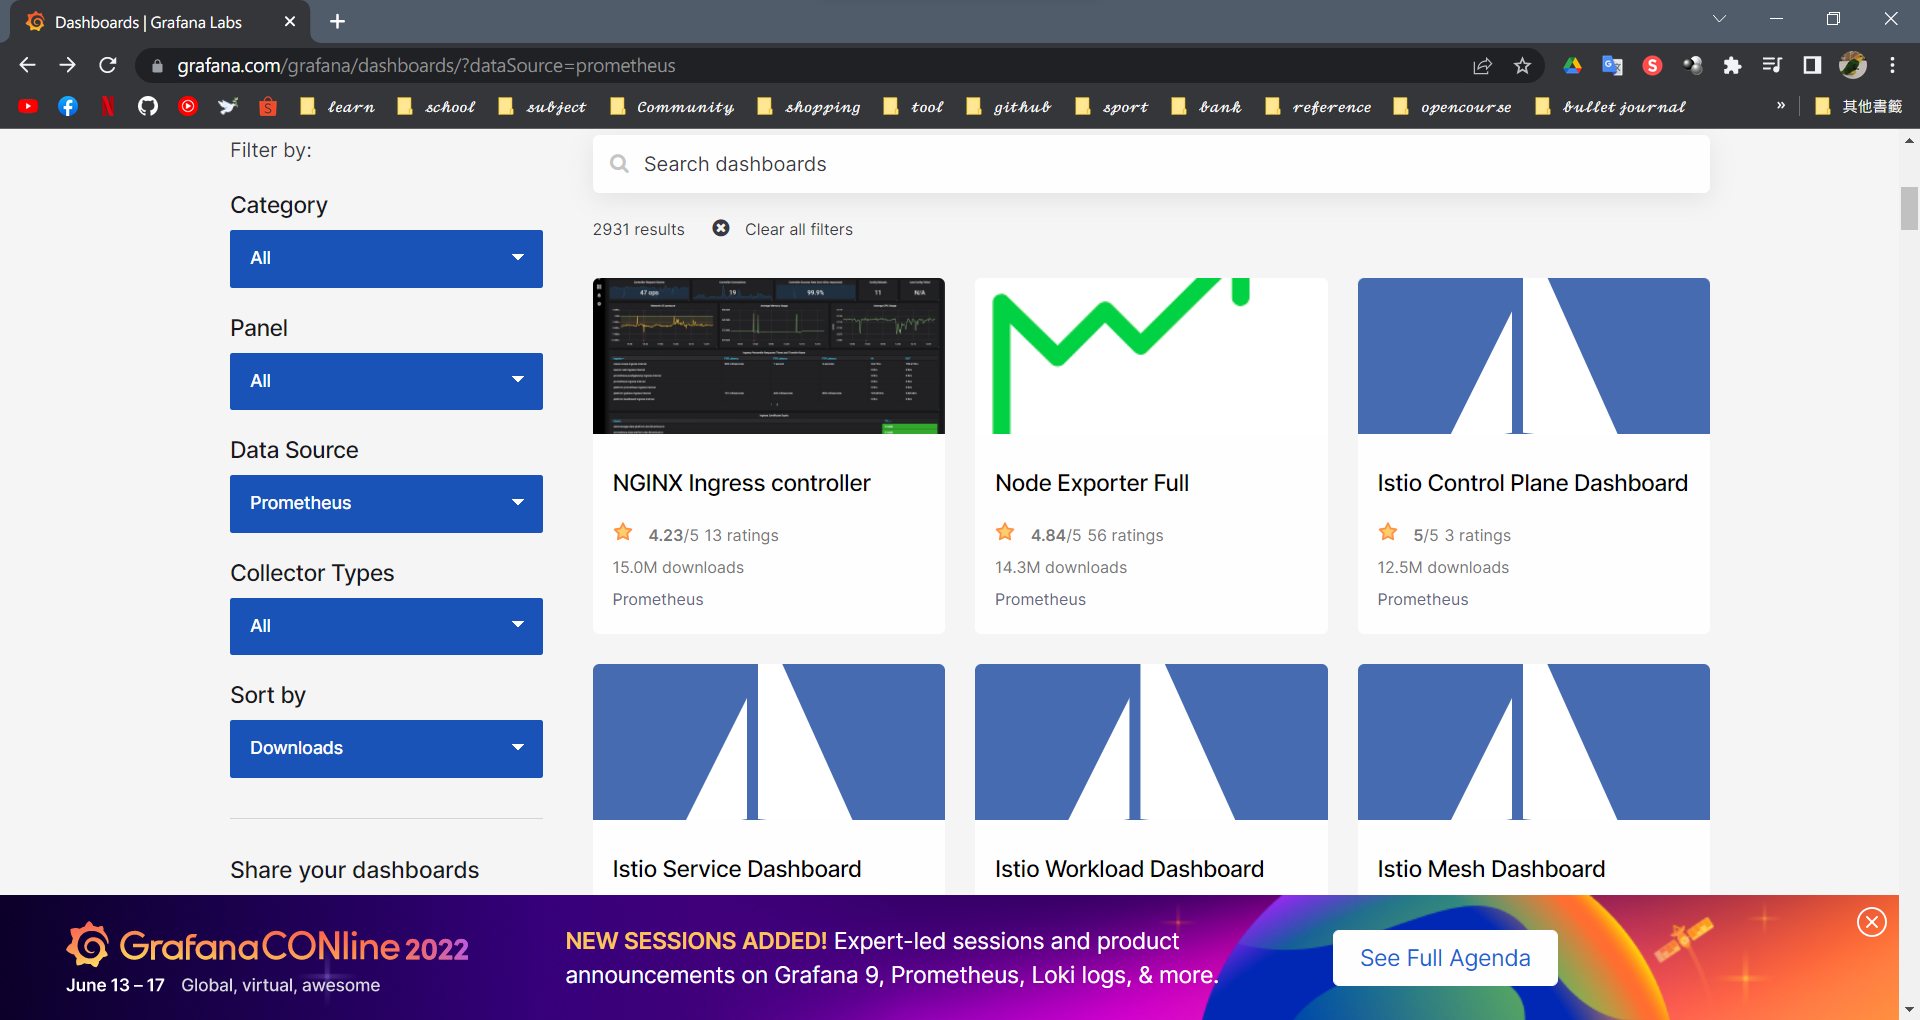 Dashboards | Grafana Labs
grafana.com/grafana/dashboards/?dataSource=prometheus
learn school subject Community shopping tool github sport bank reference opencourse bullet journal » 其他書籤
Filter by:
Category
All
Panel
All
Data Source
Prometheus
Collector Types
All
Sort by
Downloads
Share your dashboards
Search dashboards
2931 results Clear all filters
47 ops 19 99.9% 11 N/A
NGINX Ingress controller
4.23/5 13 ratings
15.0M downloads
Prometheus
Node Exporter Full
4.84/5 56 ratings
14.3M downloads
Prometheus
Istio Control Plane Dashboard
5/5 3 ratings
12.5M downloads
Prometheus
Istio Service Dashboard
Istio Workload Dashboard
Istio Mesh Dashboard
GrafanaCONline 2022
June 13 – 17 Global, virtual, awesome
NEW SESSIONS ADDED! Expert-led sessions and product
announcements on Grafana 9, Prometheus, Loki logs, & more.
See Full Agenda